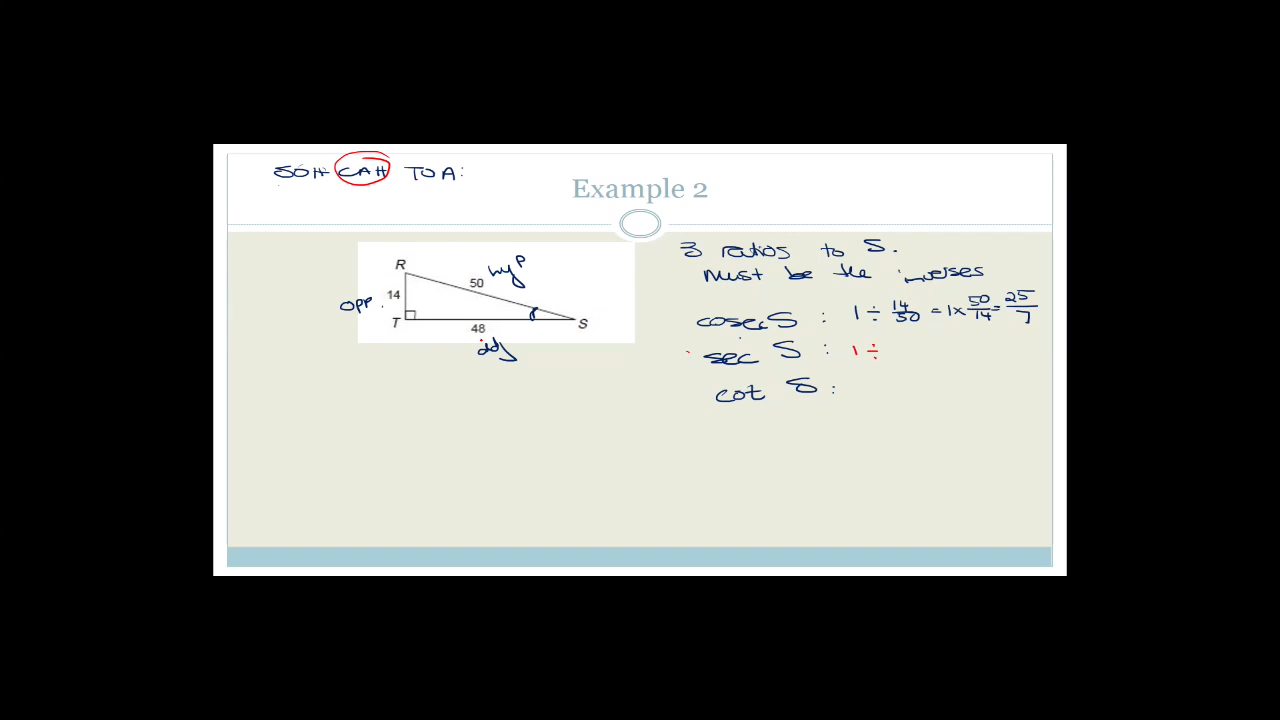 SOH CAH TOA:
Example 2
R
50
hyp
14
opp.
T
48
S
adj
3 ratios to S.
Must be the inverses
cosec S : 1 ÷ 14/50 = 1 × 50/14 = 25/7
sec S : 1 ÷
cot S :